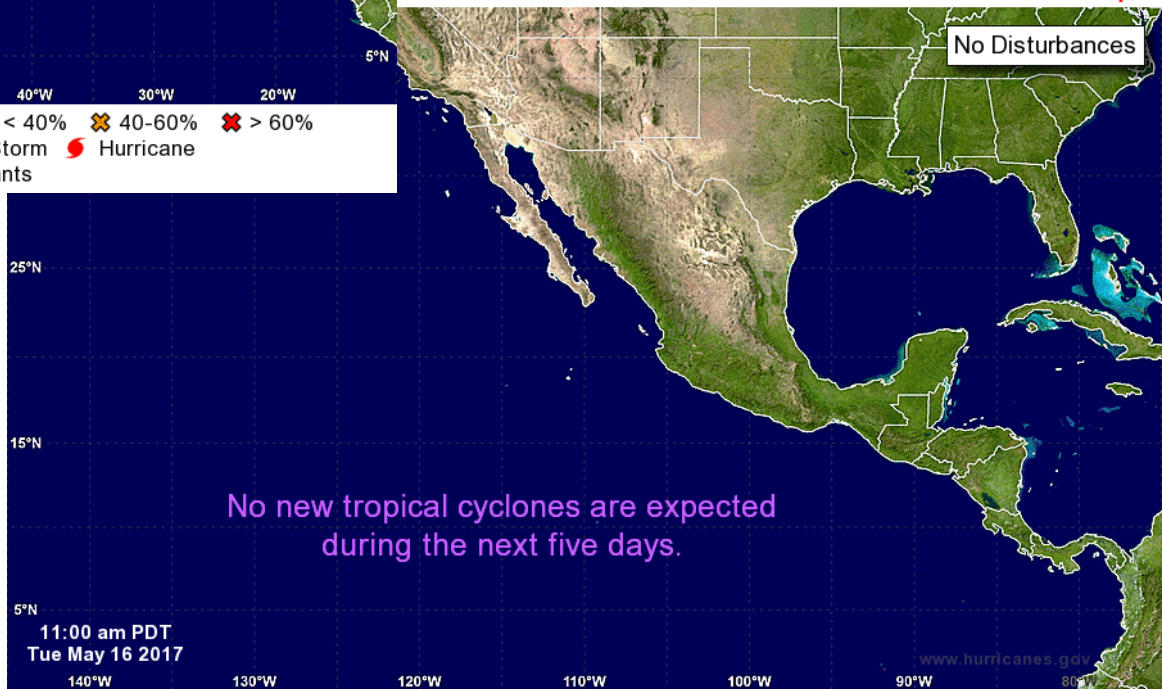 5°N
40°W 30°W 20°W
< 40% 40-60% > 60%
Hurricane
No Disturbances
25°N
15°N
No new tropical cyclones are expected
during the next five days.
5°N
11:00 am PDT
Tue May 16 2017
www.hurricanes.gov
140°W 130°W 120°W 110°W 100°W 90°W 80°W